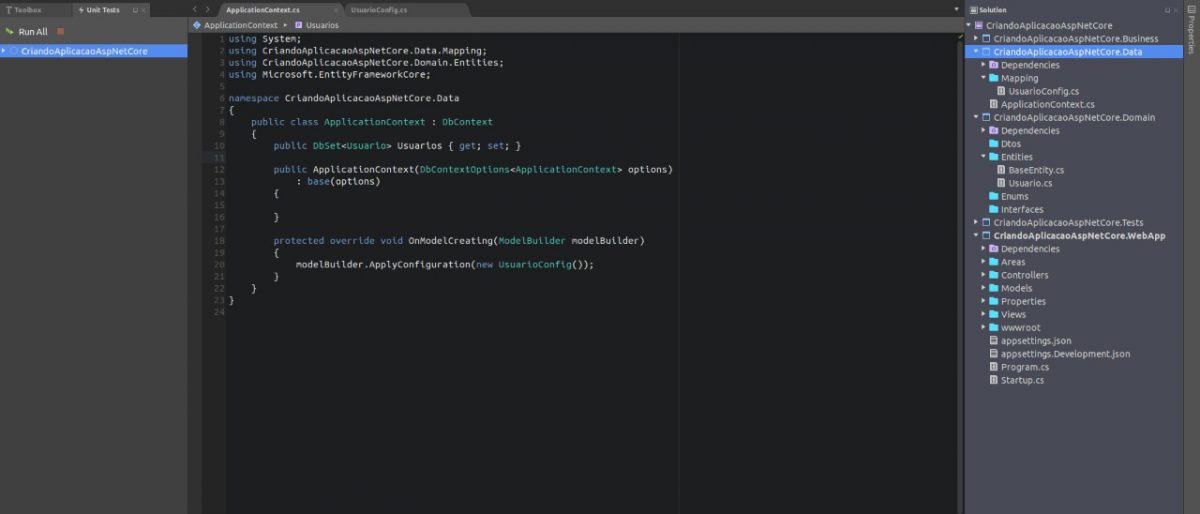 Toolbox
Unit Tests
Run All
CriandoAplicacaoAspNetCore
ApplicationContext.cs
UsuarioConfig.cs
ApplicationContext
Usuarios
1 using System;
2 using CriandoAplicacaoAspNetCore.Data.Mapping;
3 using CriandoAplicacaoAspNetCore.Domain.Entities;
4 using Microsoft.EntityFrameworkCore;
5
6 namespace CriandoAplicacaoAspNetCore.Data
7 {
8     public class ApplicationContext : DbContext
9     {
10         public DbSet<Usuario> Usuarios { get; set; }
11
12         public ApplicationContext(DbContextOptions<ApplicationContext> options)
13             : base(options)
14         {
15
16         }
17
18         protected override void OnModelCreating(ModelBuilder modelBuilder)
19         {
20             modelBuilder.ApplyConfiguration(new UsuarioConfig());
21         }
22     }
23 }
24
Solution
CriandoAplicacaoAspNetCore
CriandoAplicacaoAspNetCore.Business
CriandoAplicacaoAspNetCore.Data
Dependencies
Mapping
UsuarioConfig.cs
ApplicationContext.cs
CriandoAplicacaoAspNetCore.Domain
Dependencies
Dtos
Entities
BaseEntity.cs
Usuario.cs
Enums
Interfaces
CriandoAplicacaoAspNetCore.Tests
CriandoAplicacaoAspNetCore.WebApp
Dependencies
Areas
Controllers
Models
Properties
Views
wwwroot
appsettings.json
appsettings.Development.json
Program.cs
Startup.cs
Properties